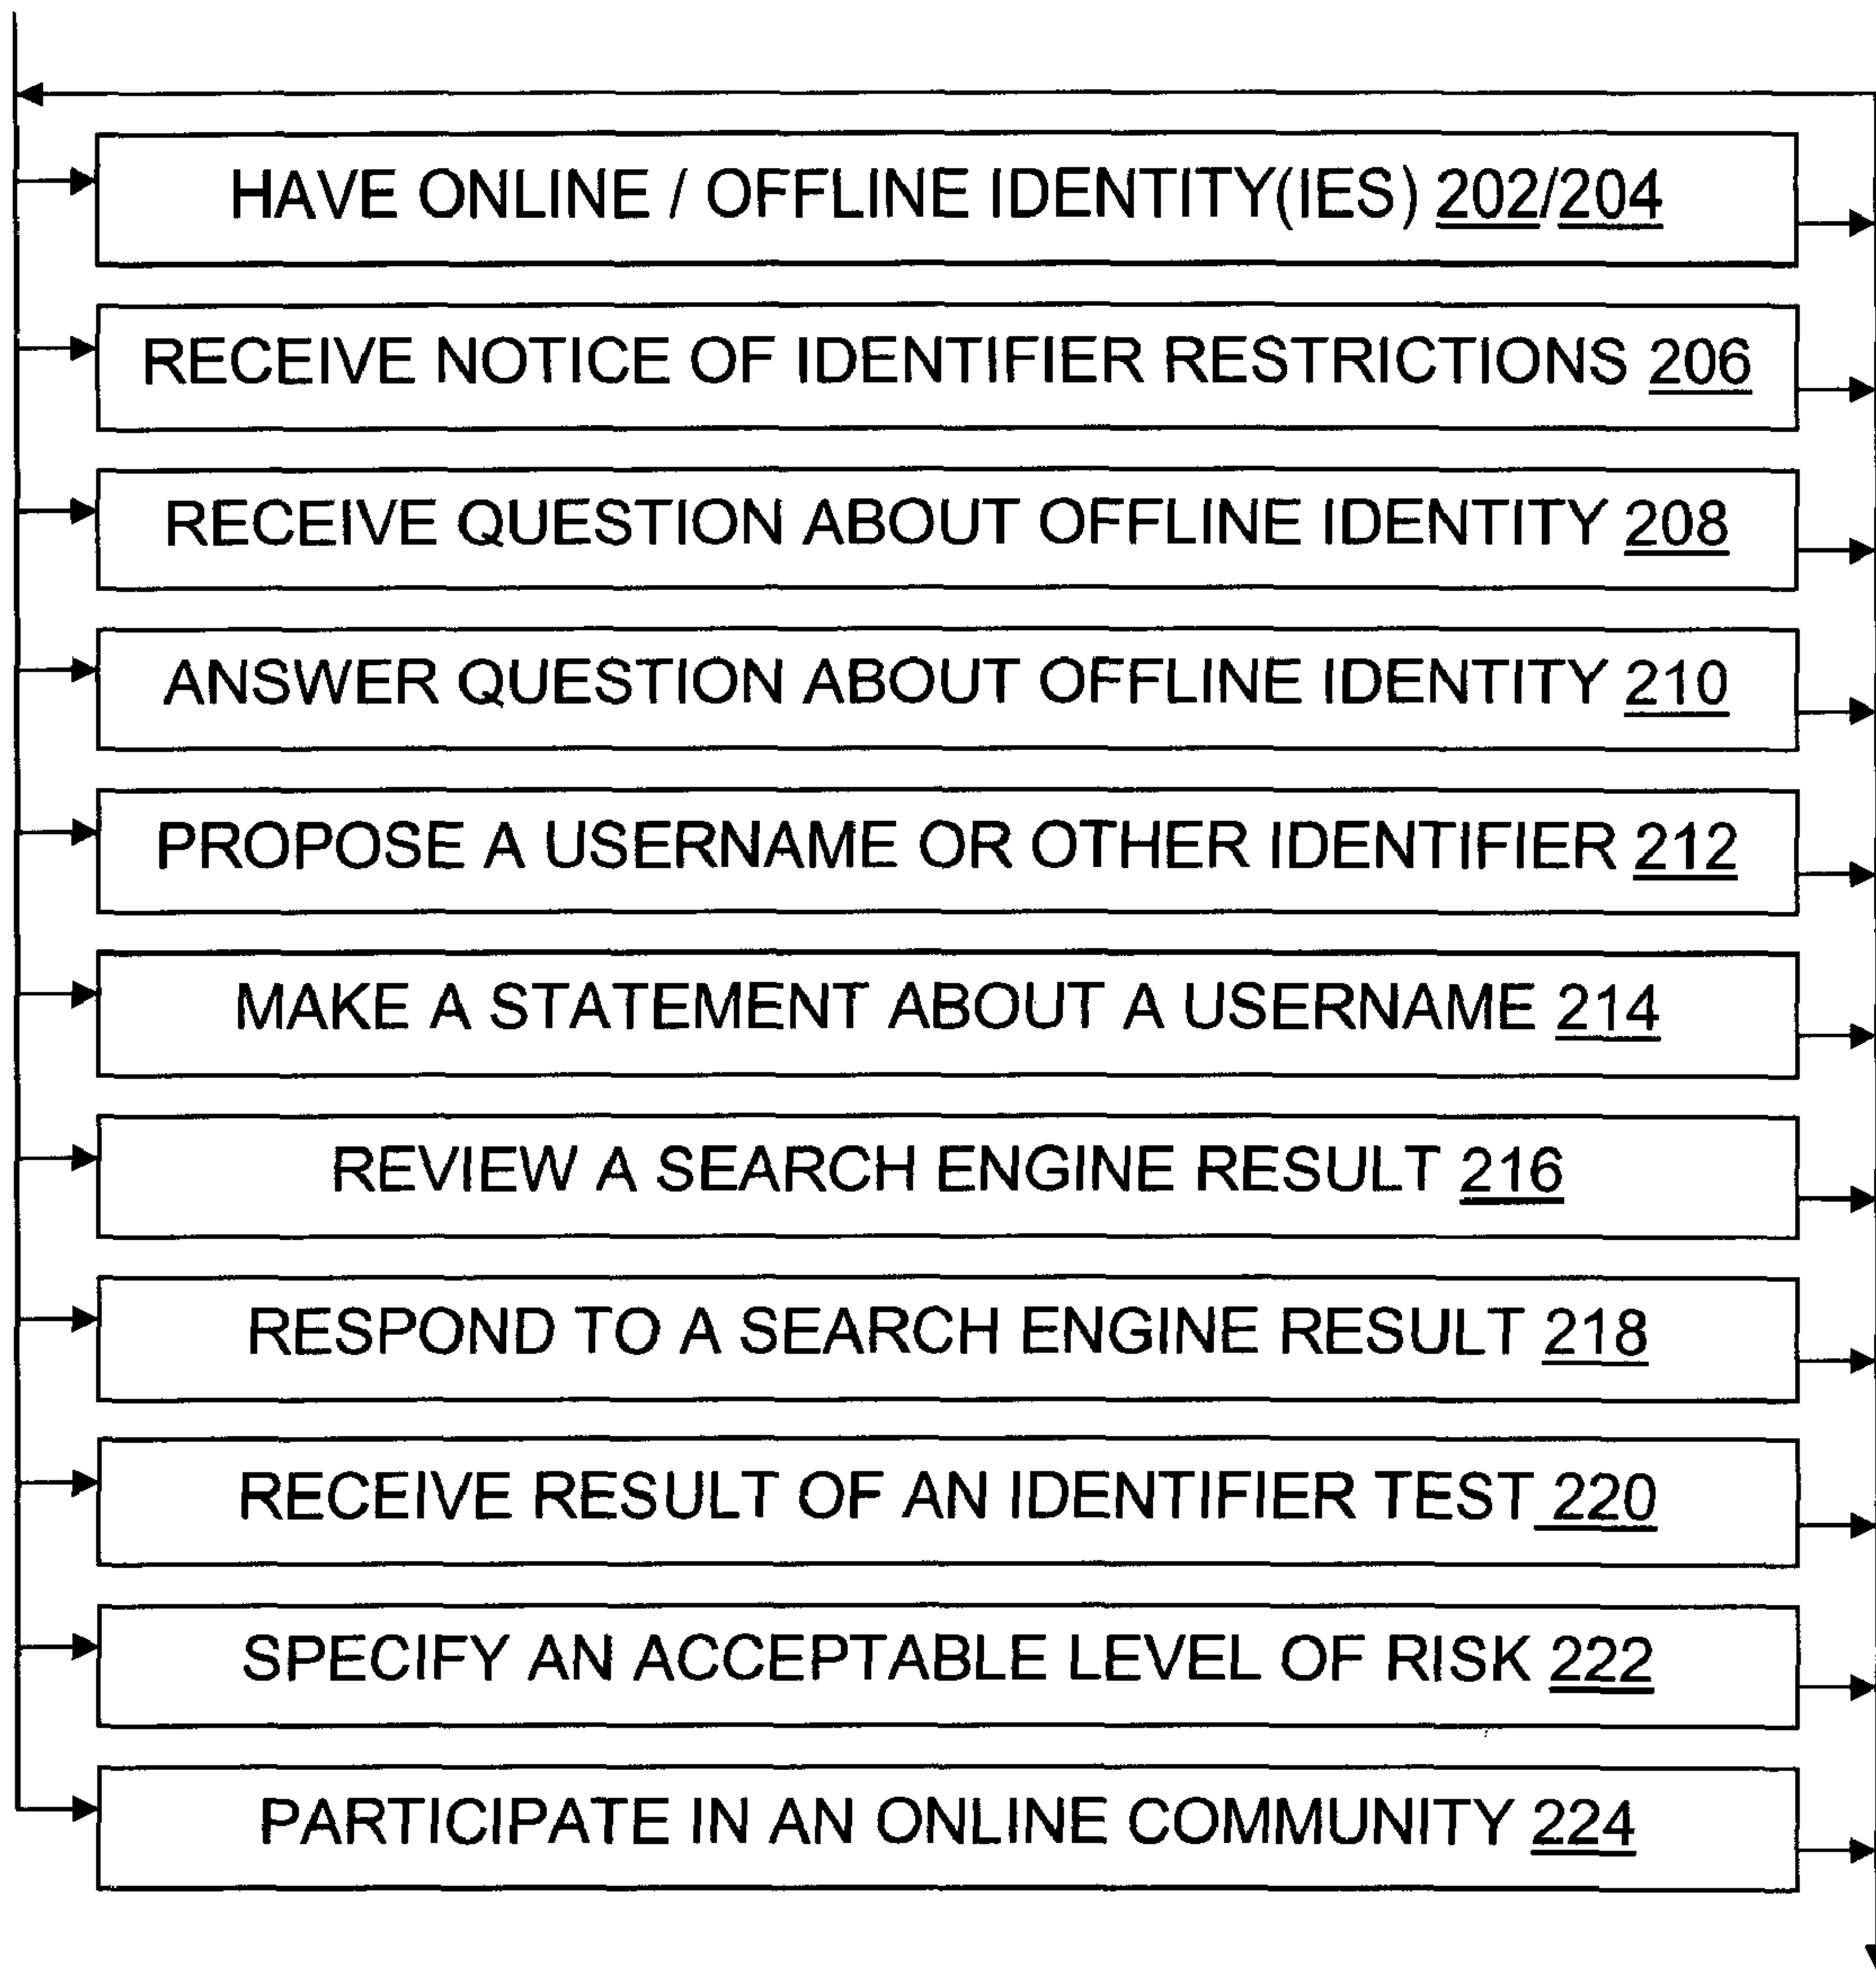 HAVE ONLINE / OFFLINE IDENTITY(IES) 202/204
RECEIVE NOTICE OF IDENTIFIER RESTRICTIONS 206
RECEIVE QUESTION ABOUT OFFLINE IDENTITY 208
ANSWER QUESTION ABOUT OFFLINE IDENTITY 210
PROPOSE A USERNAME OR OTHER IDENTIFIER 212
MAKE A STATEMENT ABOUT A USERNAME 214
REVIEW A SEARCH ENGINE RESULT 216
RESPOND TO A SEARCH ENGINE RESULT 218
RECEIVE RESULT OF AN IDENTIFIER TEST 220
SPECIFY AN ACCEPTABLE LEVEL OF RISK 222
PARTICIPATE IN AN ONLINE COMMUNITY 224